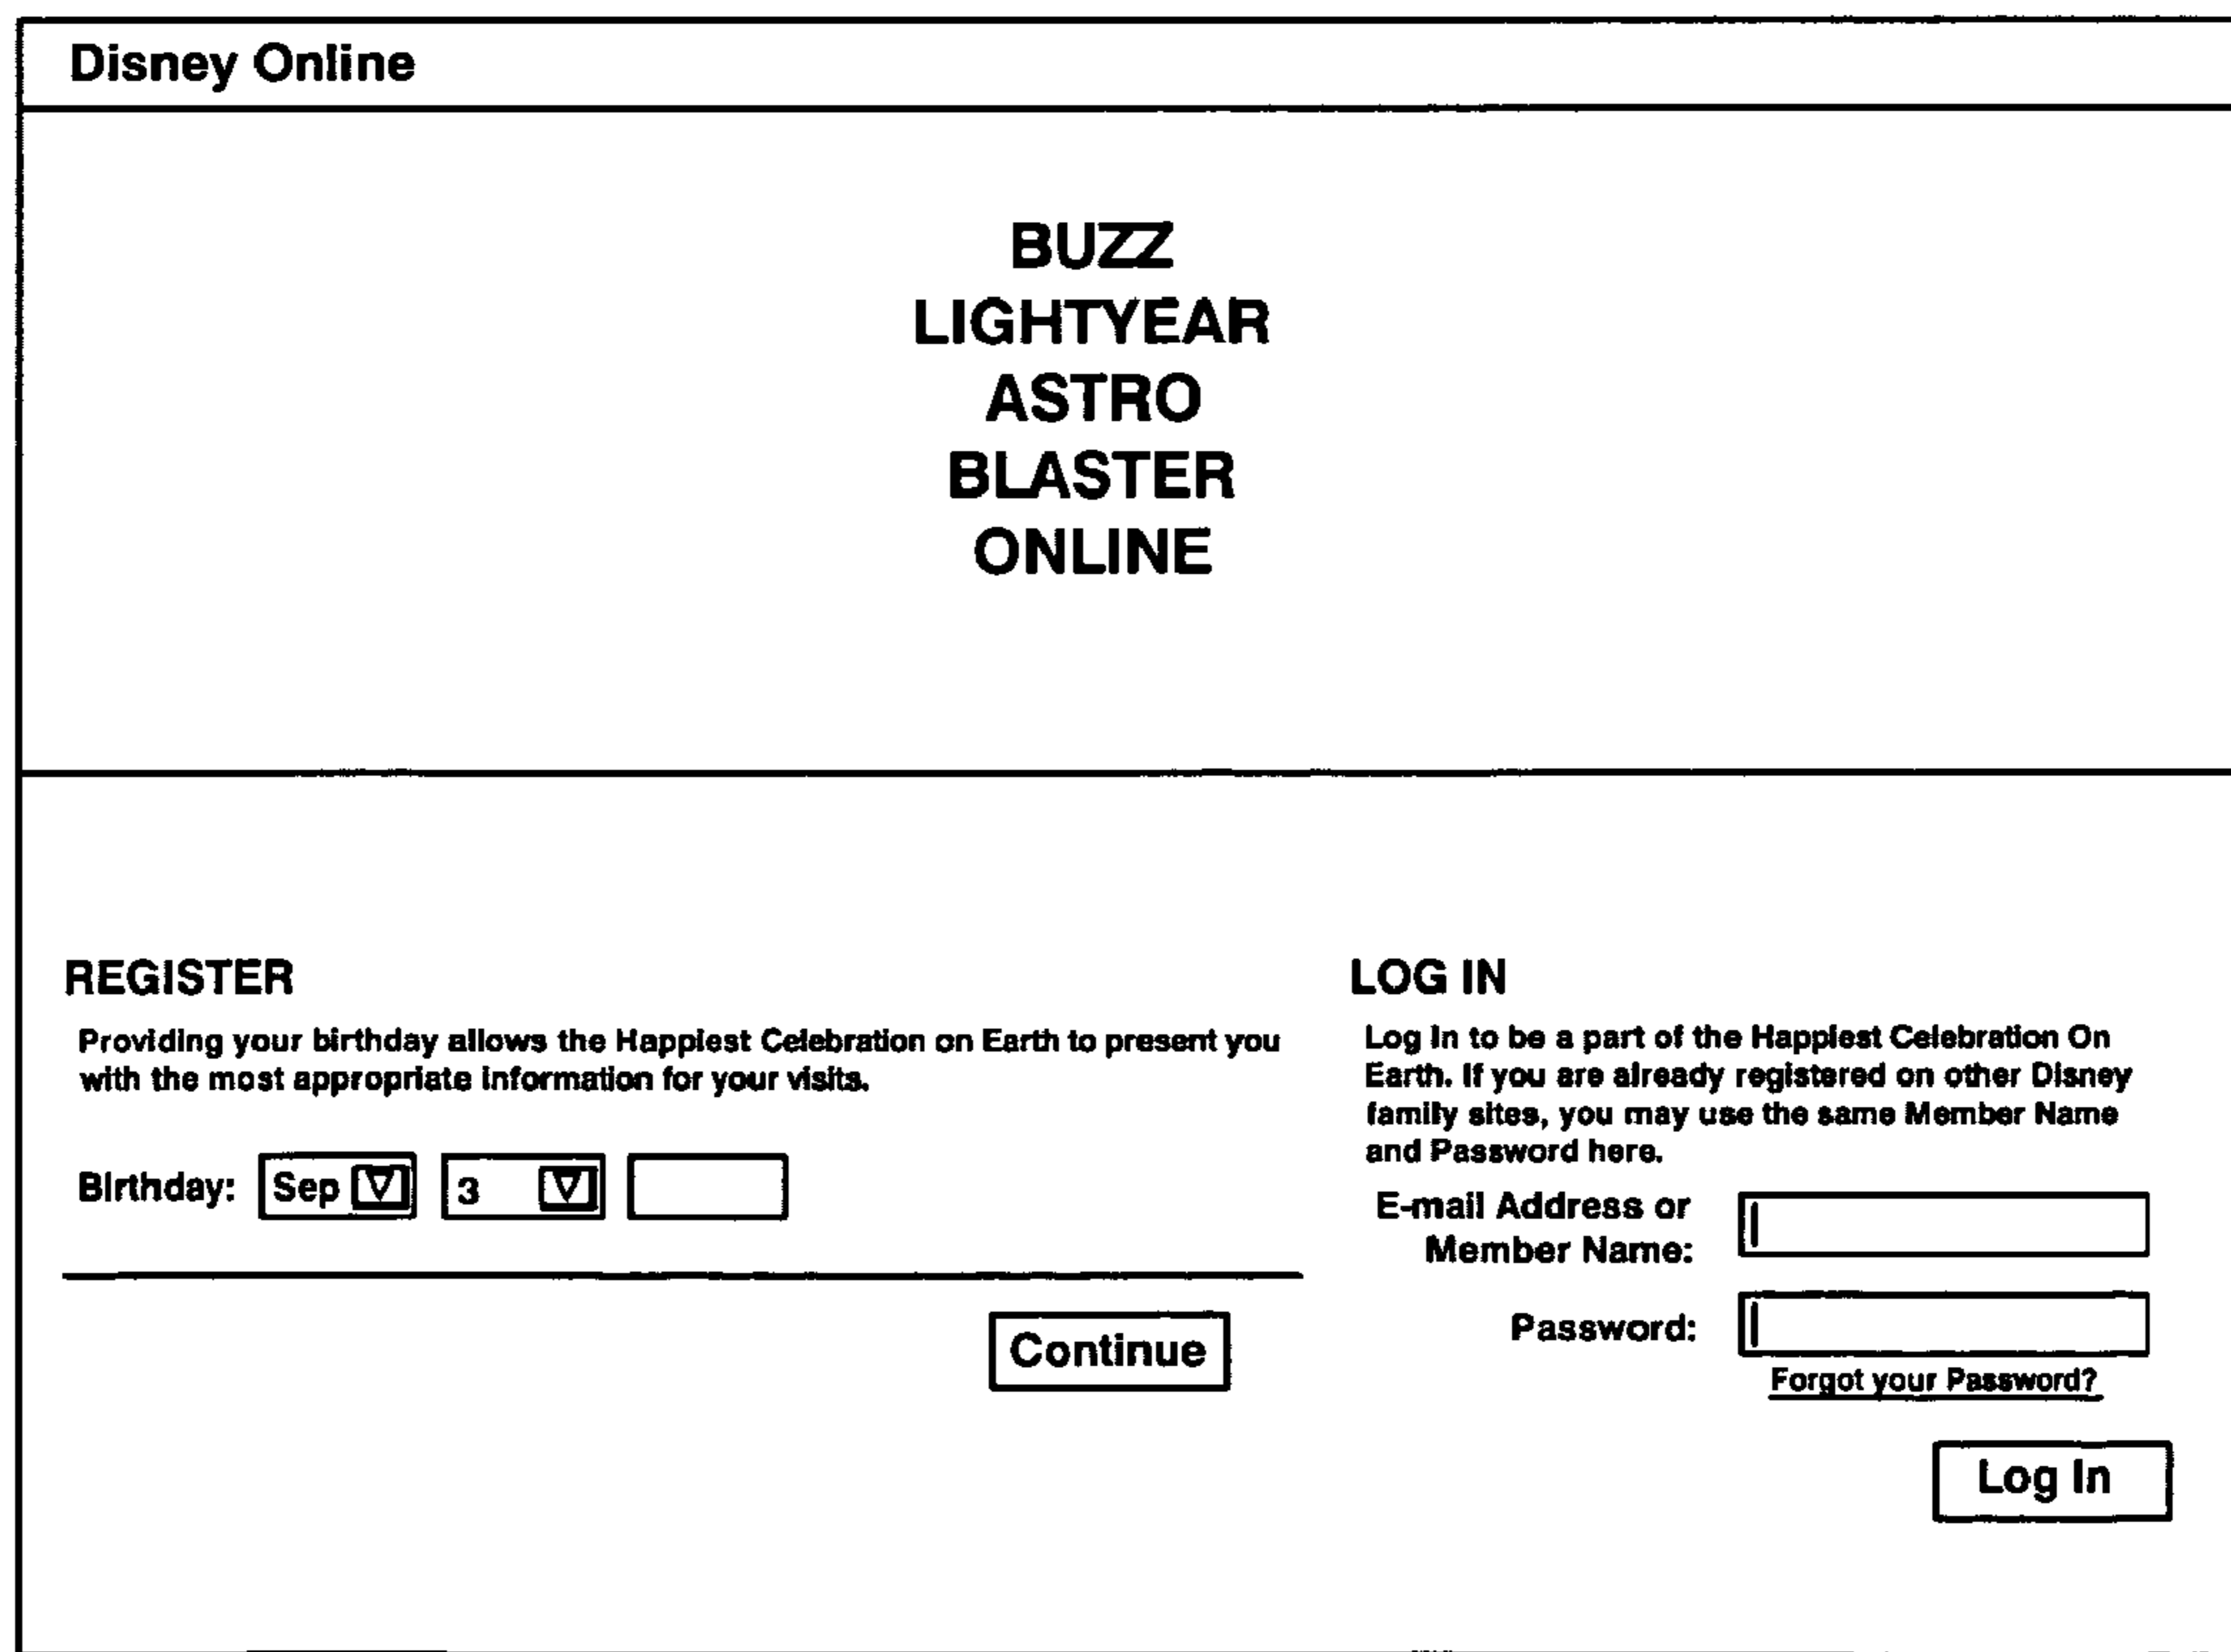 Disney Online
BUZZ
LIGHTYEAR
ASTRO
BLASTER
ONLINE
REGISTER
Providing your birthday allows the Happiest Celebration on Earth to present you
with the most appropriate information for your visits.
Birthday: Sep 3
Continue
LOG IN
Log In to be a part of the Happiest Celebration On
Earth. If you are already registered on other Disney
family sites, you may use the same Member Name
and Password here.
E-mail Address or
Member Name:
Password:
Forgot your Password?
Log In